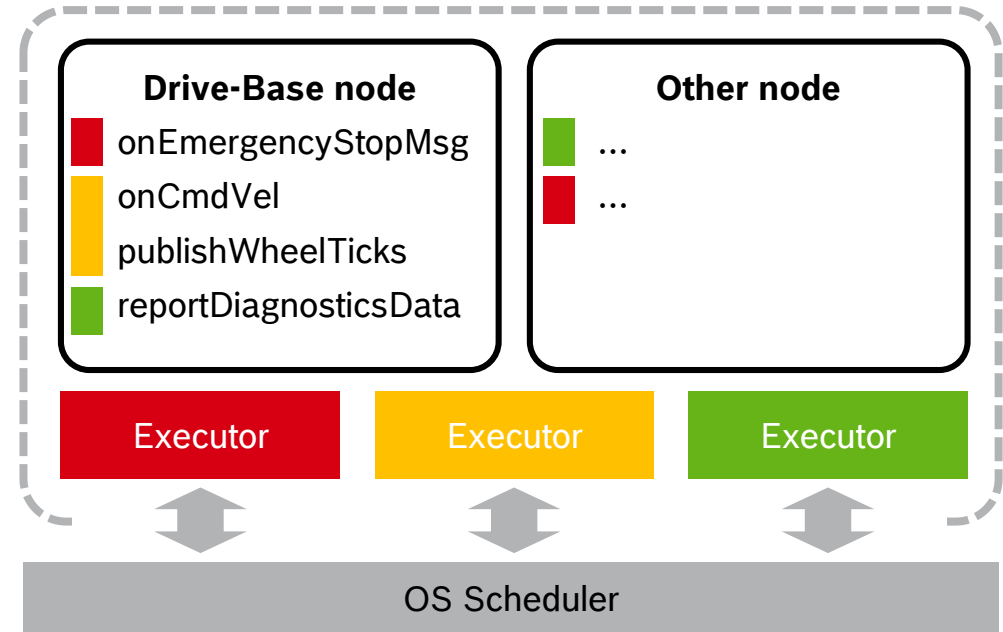 Drive-Base node
onEmergencyStopMsg
onCmdVel
publishWheelTicks
reportDiagnosticsData
Other node
...
...
Executor
Executor
Executor
OS Scheduler